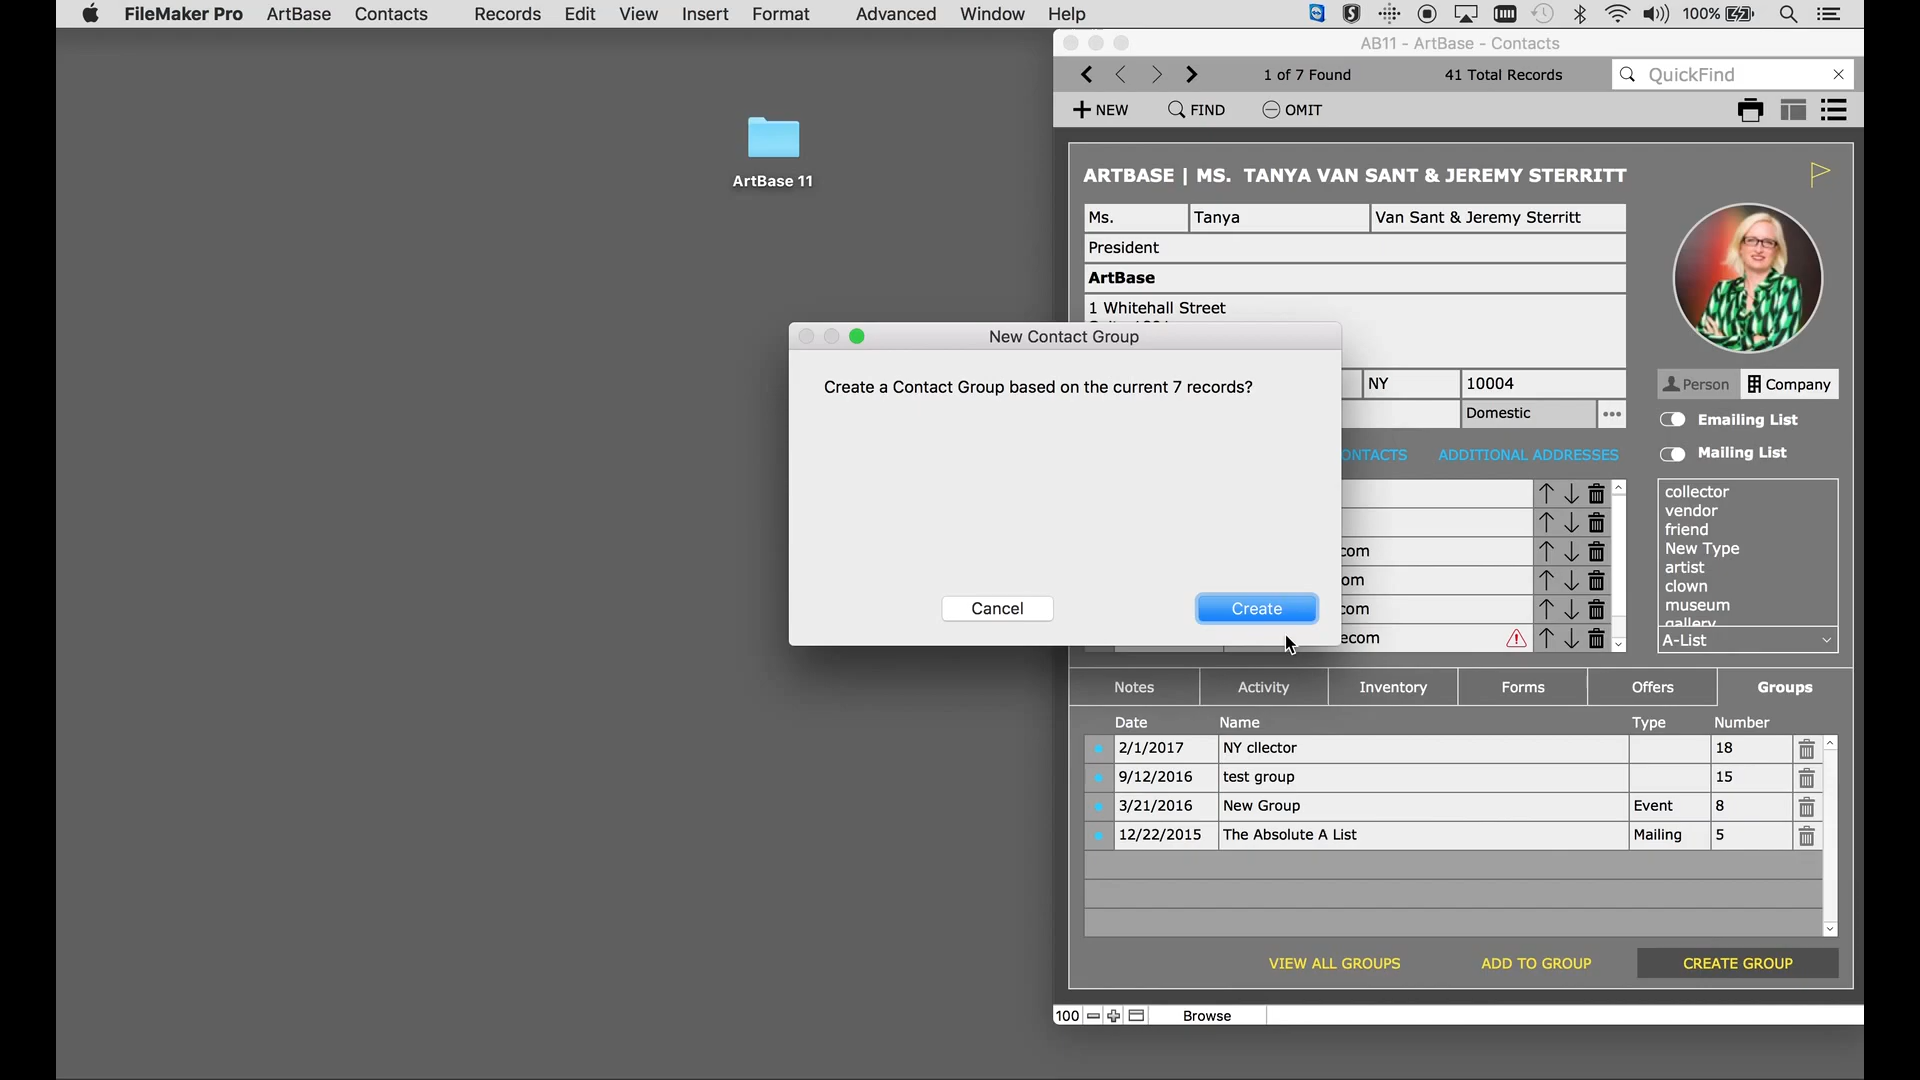 FileMaker Pro ArtBase Contacts Records Edit View Insert Format Advanced Window Help 100%
AB11 - ArtBase - Contacts
1 of 7 Found 41 Total Records QuickFind
NEW FIND OMIT
ArtBase 11
ARTBASE | MS. TANYA VAN SANT & JEREMY STERRITT
Ms. Tanya Van Sant & Jeremy Sterritt
President
ArtBase
1 Whitehall Street
New Contact Group
Create a Contact Group based on the current 7 records?
Cancel Create
NY 10004
Domestic
Person Company
Emailing List
Mailing List
ONTACTS ADDITIONAL ADDRESSES
com
om
com
ecom
collector
vendor
friend
New Type
artist
clown
museum
gallery
A-List
Notes Activity Inventory Forms Offers Groups
Date Name Type Number
2/1/2017 NY cllector 18
9/12/2016 test group 15
3/21/2016 New Group Event 8
12/22/2015 The Absolute A List Mailing 5
VIEW ALL GROUPS ADD TO GROUP CREATE GROUP
100 Browse